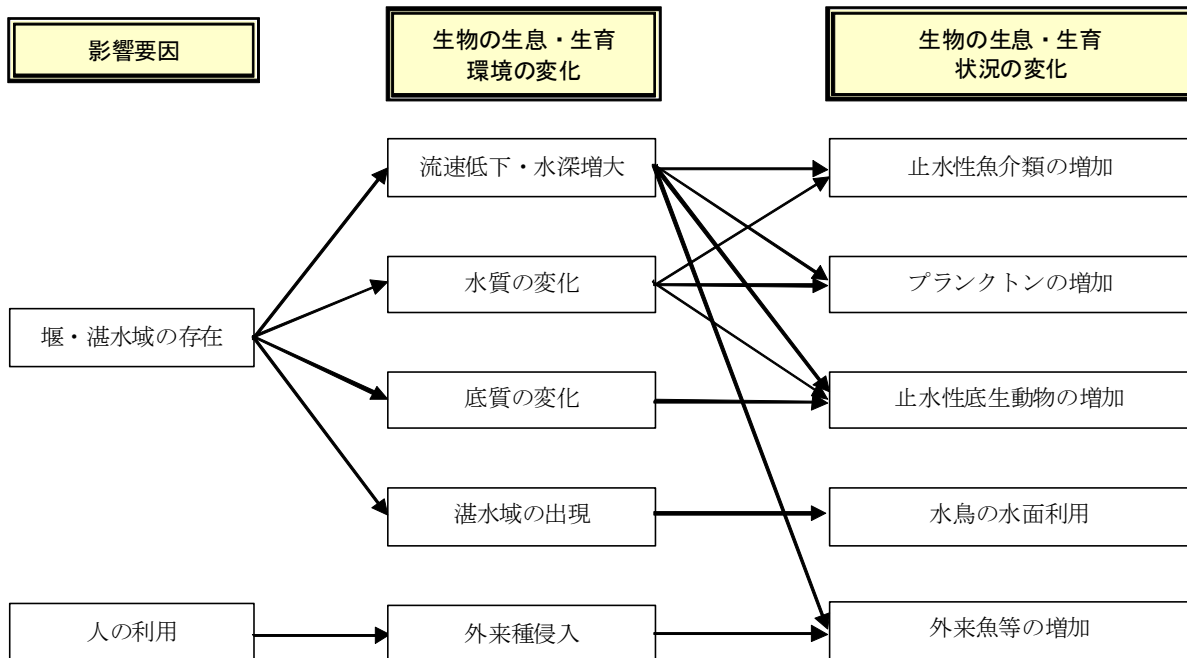 影響要因
生物の生息・生育
環境の変化
生物の生息・生育
状況の変化
流速低下・水深増大
止水性魚介類の増加
水質の変化
プランクトンの増加
堰・湛水域の存在
底質の変化
止水性底生動物の増加
湛水域の出現
水鳥の水面利用
人の利用
外来種侵入
外来魚等の増加